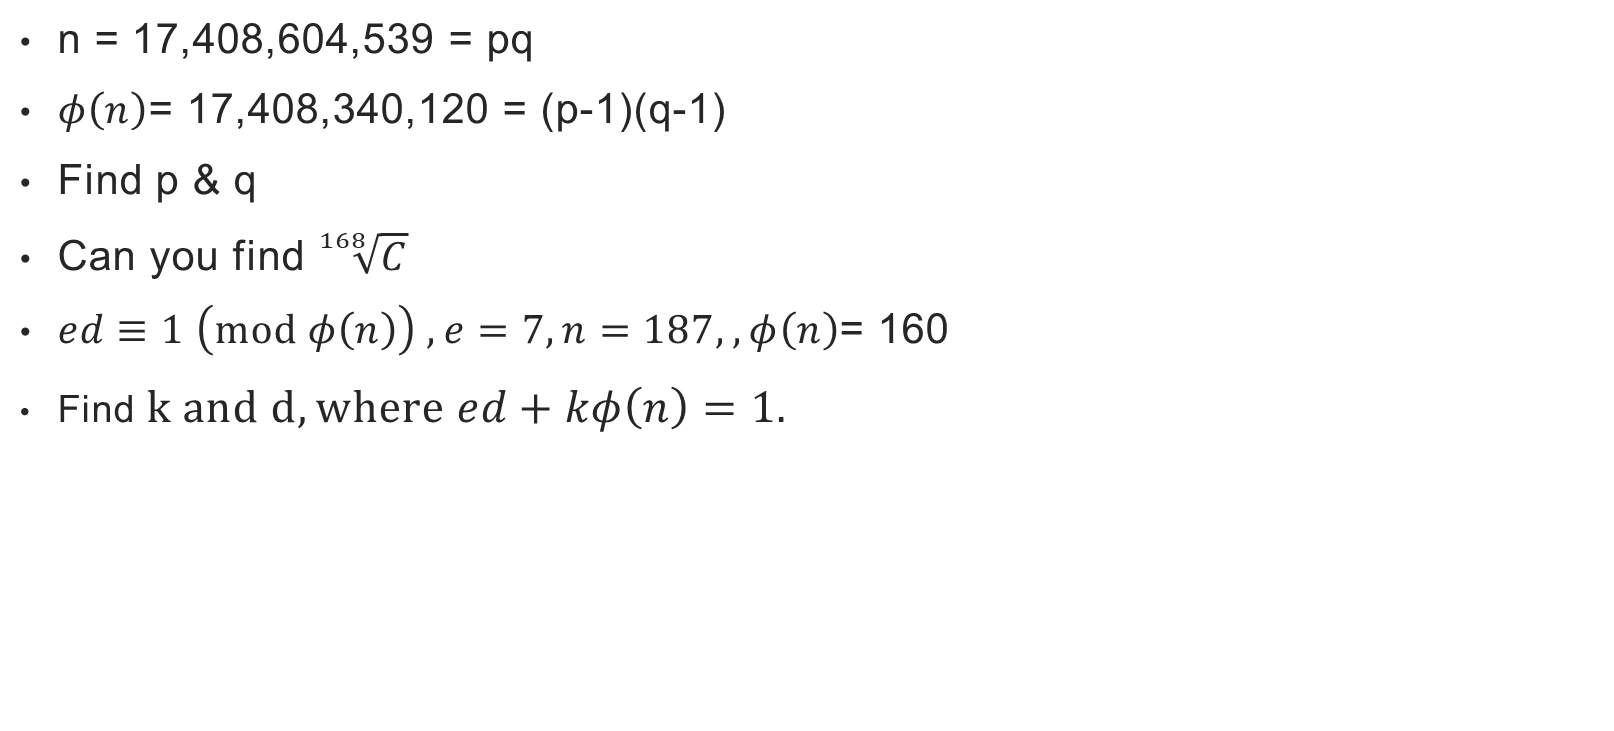 • n = 17,408,604,539 = pq
• 𝜙(𝑛)= 17,408,340,120 = (p-1)(q-1)
• Find p & q
• Can you find ¹⁶⁸√𝐶
• 𝑒𝑑 ≡ 1 (mod 𝜙(𝑛)) , 𝑒 = 7, 𝑛 = 187, , 𝜙(𝑛)= 160
• Find k and d, where 𝑒𝑑 + 𝑘𝜙(𝑛) = 1.